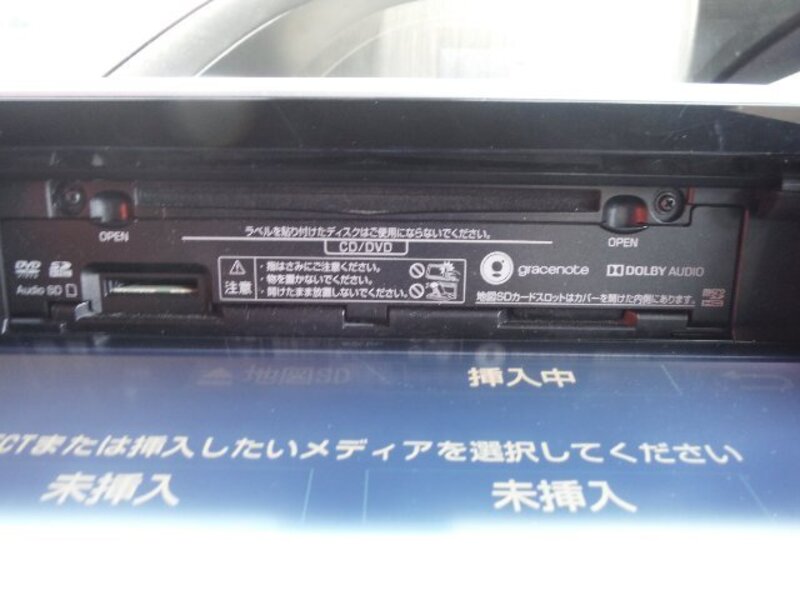 OPEN
ラベルを貼り付けたディスクはご使用にならないでください。
CD/DVD
OPEN
DVD
Audio SD
注意
・指はさみにご注意ください。
・物を置かないでください。
・開けたまま放置しないでください。
gracenote
DOLBY AUDIO
地図SDカードスロットはカバーを開けた内側にあります。
地図SD
挿入中
ECTまたは挿入したいメディアを選択してください
未挿入
未挿入